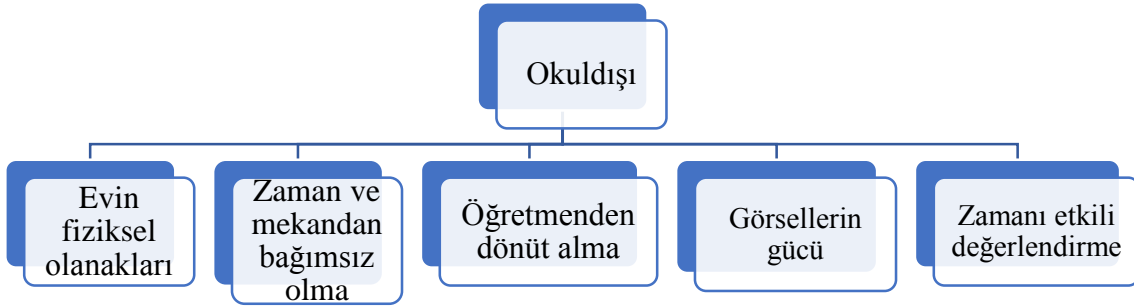 Okuldışı
Evin
fiziksel
olanakları
Zaman ve
mekandan
bağımsız
olma
Öğretmenden
dönüt alma
Görsellerin
gücü
Zamanı etkili
değerlendirme